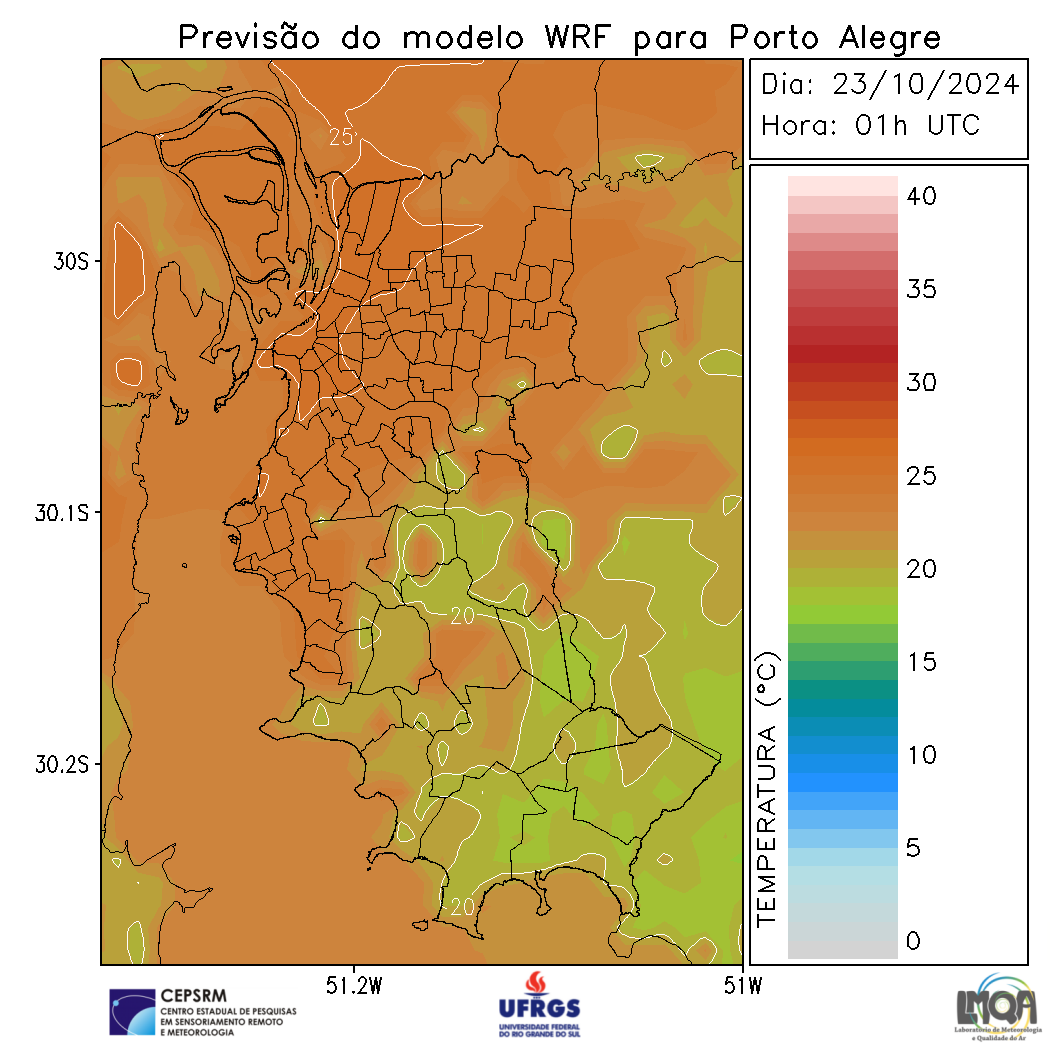 Previsão do modelo WRF para Porto Alegre
Dia: 23/10/2024
Hora: 01h UTC
25
20
20
30S
30.1S
30.2S
51.2W
51W
TEMPERATURA (°C)
40
35
30
25
20
15
10
5
0
CEPSRM
CENTRO ESTADUAL DE PESQUISAS
EM SENSORIAMENTO REMOTO
E METEOROLOGIA
UFRGS
UNIVERSIDADE FEDERAL
DO RIO GRANDE DO SUL
LMQA
Laboratório de Meteorologia
e Qualidade do Ar